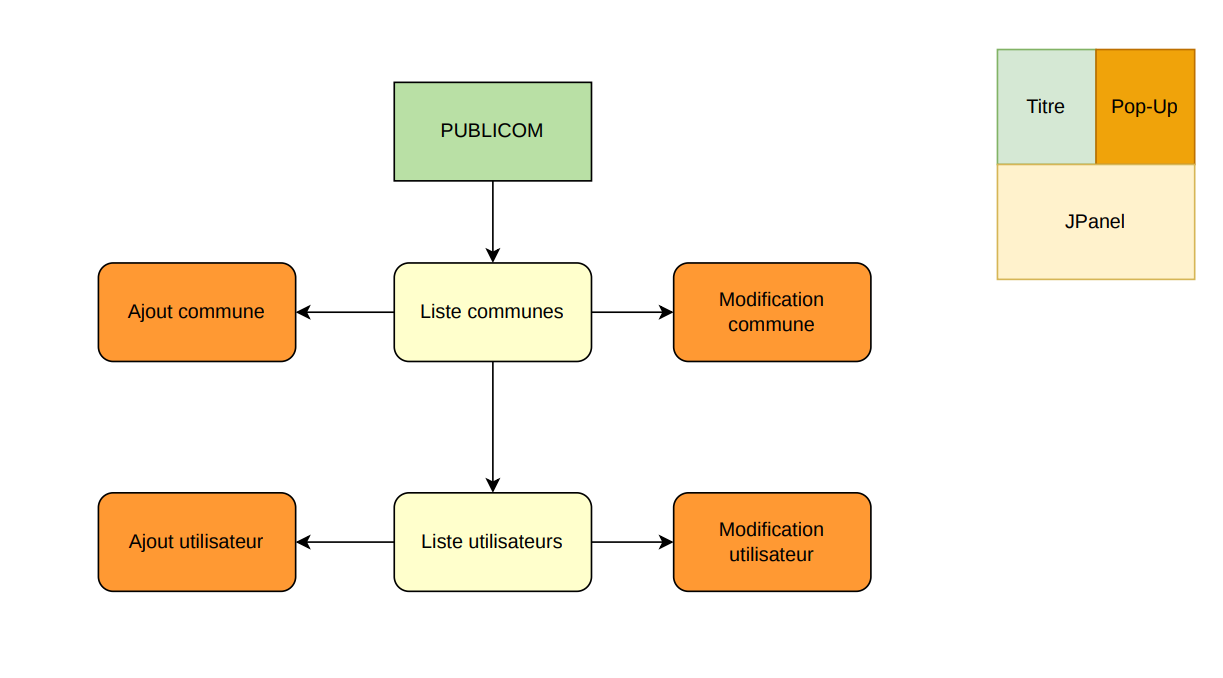 PUBLICOM
Ajout commune
Liste communes
Modification
commune
Ajout utilisateur
Liste utilisateurs
Modification
utilisateur
Titre
Pop-Up
JPanel